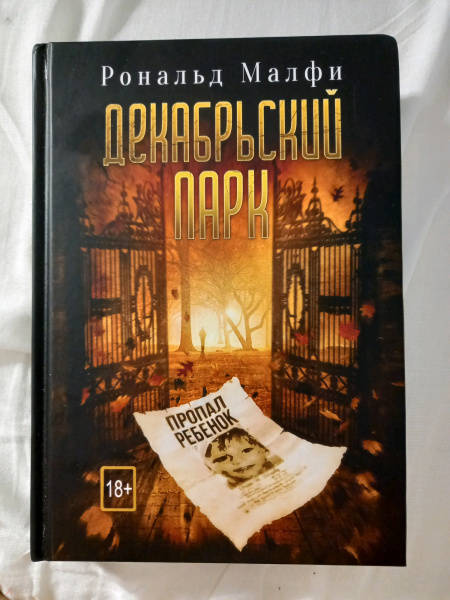 Рональд Малфи
ДЕКАБРЬСКИЙ
ПАРК
ПРОПАЛ
РЕБЕНОК
18+